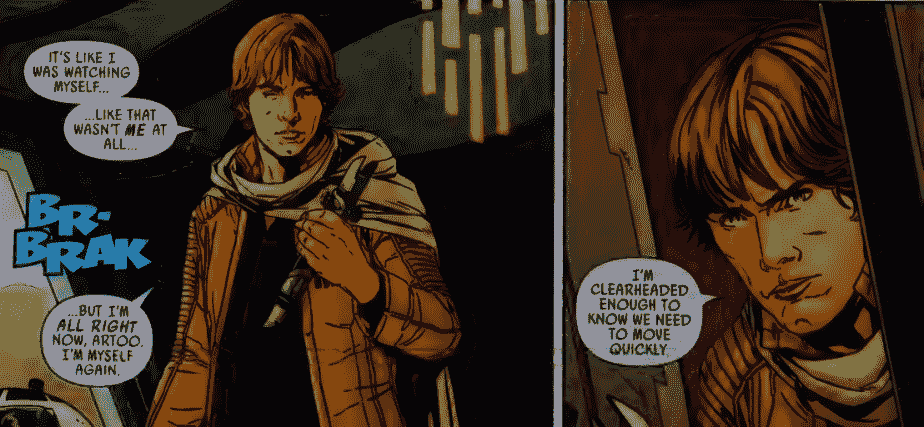 IT'S LIKE I
WAS WATCHING
MYSELF...
...LIKE THAT
WASN'T ME AT
ALL...
BR-
BRAK
...BUT I'M
ALL RIGHT
NOW, ARTOO.
I'M MYSELF
AGAIN.
I'M
CLEARHEADED
ENOUGH TO
KNOW WE NEED
TO MOVE
QUICKLY.